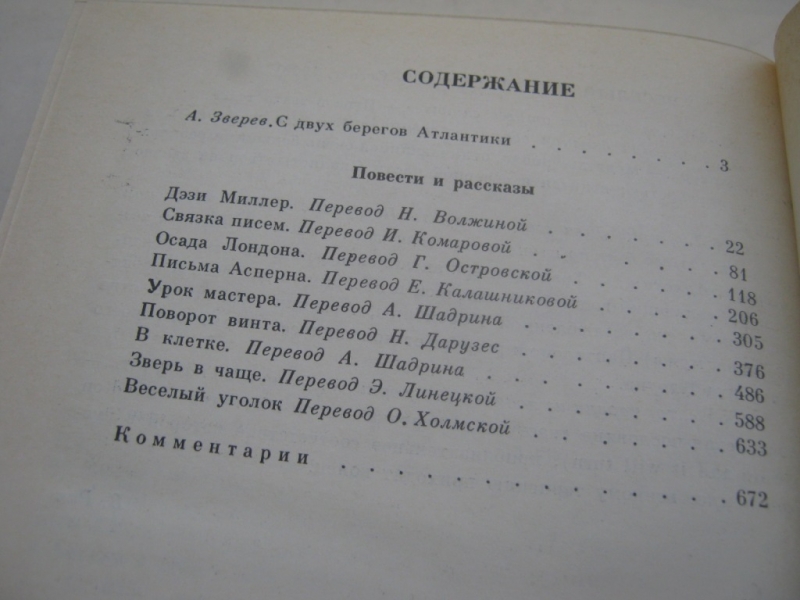 СОДЕРЖАНИЕ
А. Зверев. С двух берегов Атлантики . . . . . . . . 3
Повести и рассказы
Дэзи Миллер. Перевод Н. Волжиной . . . . . . . 22
Связка писем. Перевод И. Комаровой . . . . . . . 81
Осада Лондона. Перевод Г. Островской . . . . . . 118
Письма Асперна. Перевод Е. Калашниковой . . . . . 206
Урок мастера. Перевод А. Шадрина . . . . . . . 305
Поворот винта. Перевод Н. Дарузес . . . . . . . 376
В клетке. Перевод А. Шадрина . . . . . . . . 486
Зверь в чаще. Перевод Э. Линецкой . . . . . . . 588
Веселый уголок Перевод О. Холмской . . . . . . . 633
Комментарии . . . . . . . . . . . 672